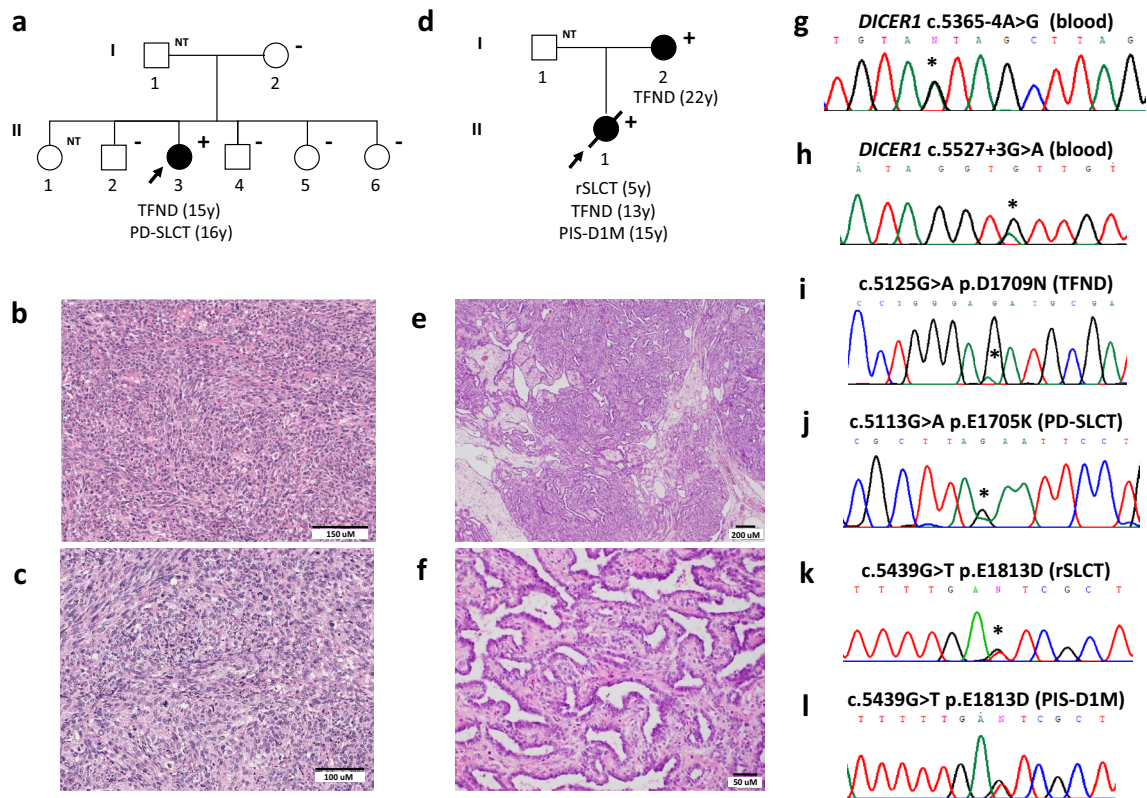 a
NT
-
I
1
2
II
NT
-
+
-
-
-
1
2
3
4
5
6
TFND (15y)
PD-SLCT (16y)
b
150 uM
c
100 uM
d
NT
+
I
1
2
TFND (22y)
II
+
1
rSLCT (5y)
TFND (13y)
PIS-D1M (15y)
e
200 uM
f
50 uM
g
DICER1 c.5365-4A>G (blood)
T G T A N T A G C T T A G
*
h
DICER1 c.5527+3G>A (blood)
A T A G G T G T T G T
*
i
c.5125G>A p.D1709N (TFND)
C C T G G G A G A T G C G A
*
j
c.5113G>A p.E1705K (PD-SLCT)
C G C T T A G A A T T C C T
*
k
c.5439G>T p.E1813D (rSLCT)
T T T T G A N T C G C T
*
l
c.5439G>T p.E1813D (PIS-D1M)
T T T T T G A N T C G C T